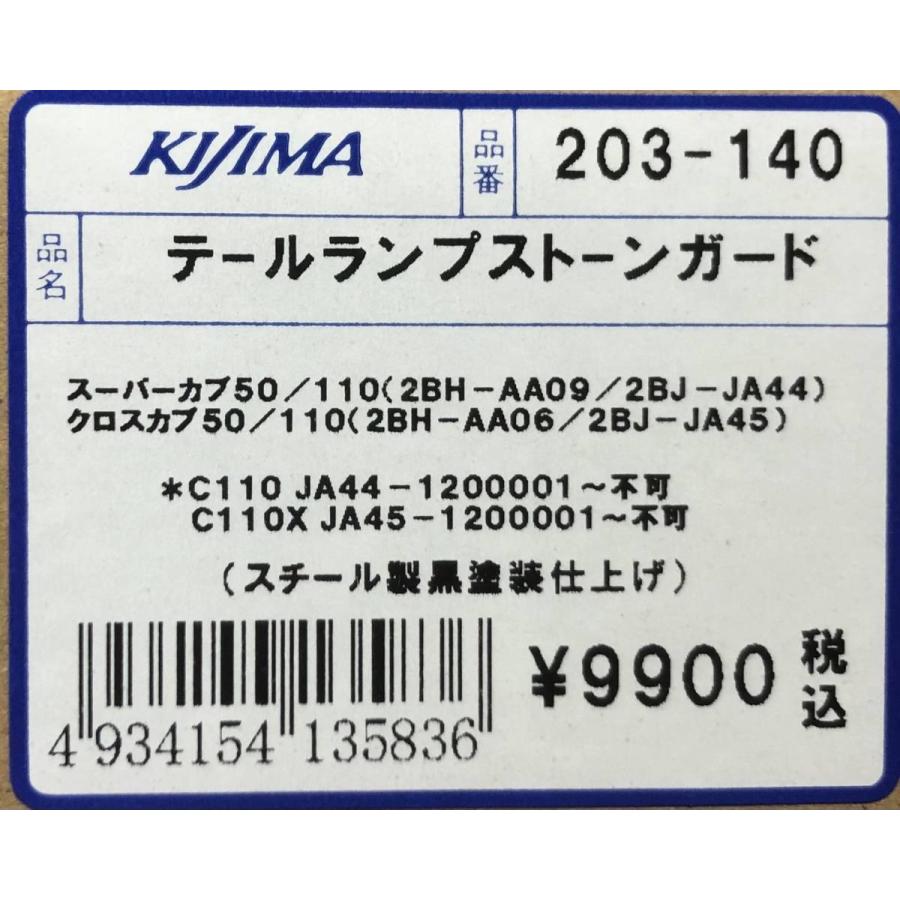 KIJIMA
品番
203-140
品名
テールランプストーンガード
スーパーカブ50/110(2BH-AA09/2BJ-JA44)
クロスカブ50/110(2BH-AA06/2BJ-JA45)
*C110 JA44-1200001~不可
C110X JA45-1200001~不可
(スチール製黒塗装仕上げ)
¥9900 税込
4 934154 135836